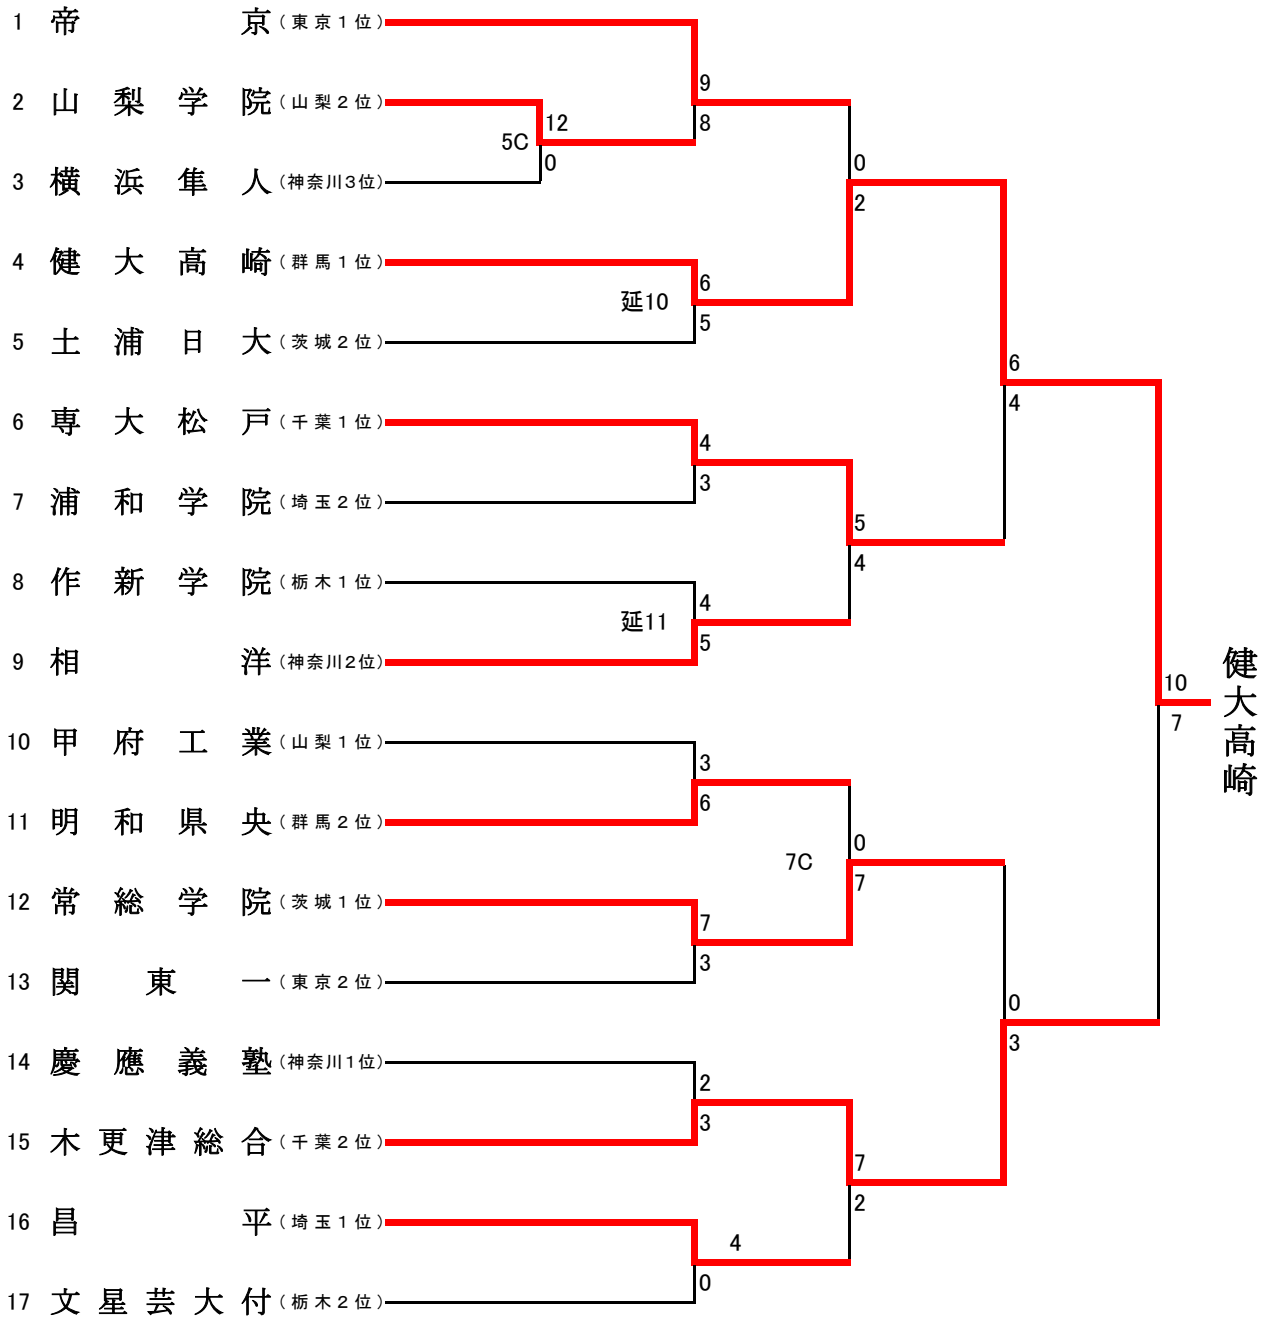 1 帝京 (東京1位)
9
2 山梨学院 (山梨2位)
12
8
5C
0
0
3 横浜隼人 (神奈川3位)
2
4 健大高崎 (群馬1位)
6
延10
5
5 土浦日大 (茨城2位)
6
4
6 専大松戸 (千葉1位)
4
3
7 浦和学院 (埼玉2位)
5
4
8 作新学院 (栃木1位)
4
延11
5
9 相洋 (神奈川2位)
10
7
健大高崎
10 甲府工業 (山梨1位)
3
6
11 明和県央 (群馬2位)
0
7C
7
12 常総学院 (茨城1位)
7
3
13 関東一 (東京2位)
0
3
14 慶應義塾 (神奈川1位)
2
3
15 木更津総合 (千葉2位)
7
2
16 昌平 (埼玉1位)
4
0
17 文星芸大付 (栃木2位)